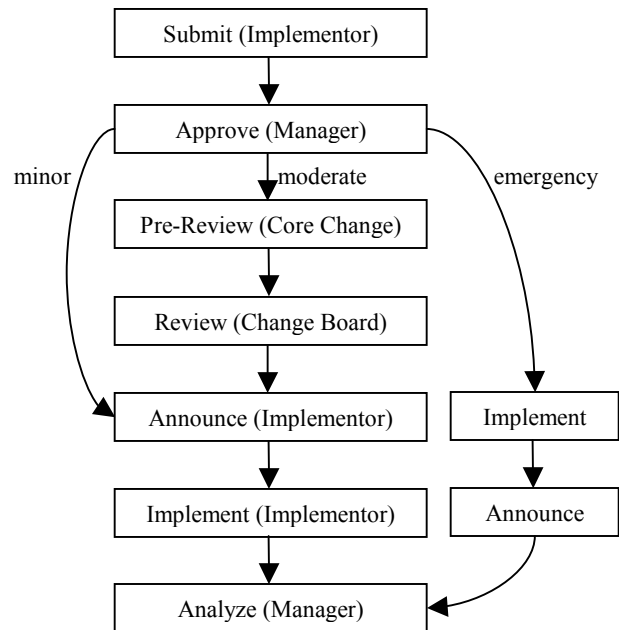 Submit (Implementor)
Approve (Manager)
minor
moderate
emergency
Pre-Review (Core Change)
Review (Change Board)
Announce (Implementor)
Implement
Implement (Implementor)
Announce
Analyze (Manager)